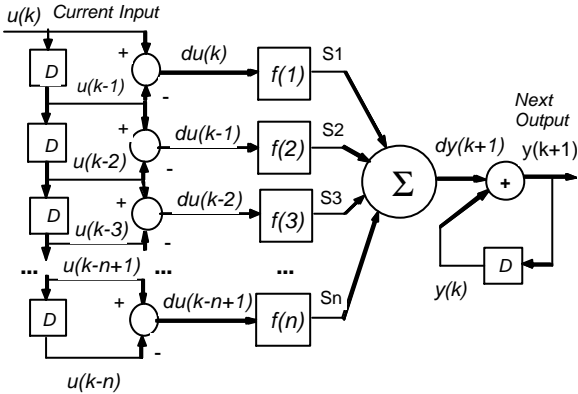 u(k) Current Input
+ du(k) f(1) S1
D
u(k-1) -
+ du(k-1) f(2) S2
D
u(k-2) -
+ du(k-2) f(3) S3
D
u(k-3) -
... u(k-n+1) ... ...
+ du(k-n+1) f(n) Sn
D
-
u(k-n)
Σ
dy(k+1)
Next
Output
y(k+1)
+
D
y(k)